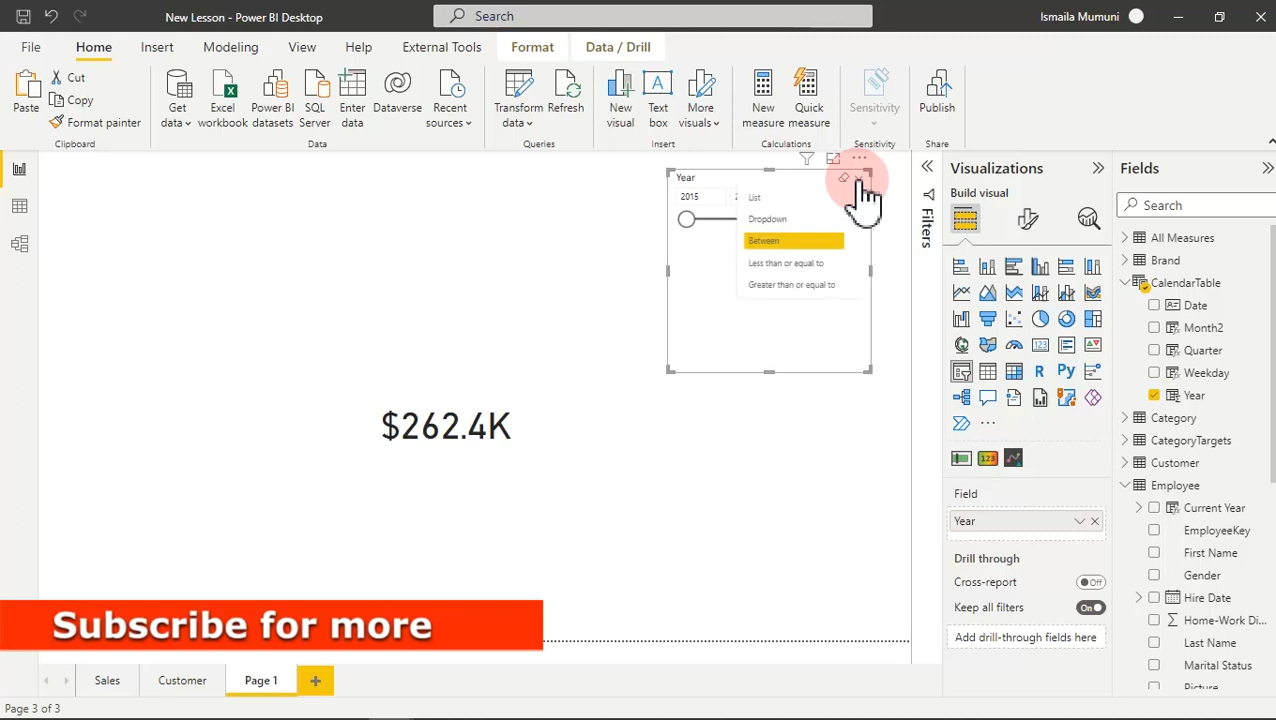 New Lesson - Power BI Desktop
Search
Ismaila Mumuni
File
Home
Insert
Modeling
View
Help
External Tools
Format
Data / Drill
Paste
Cut
Copy
Format painter
Clipboard
Get data
Excel workbook
Power BI datasets
SQL Server
Enter data
Dataverse
Recent sources
Data
Transform data
Refresh
Queries
New visual
Text box
More visuals
Insert
New measure
Quick measure
Calculations
Sensitivity
Sensitivity
Publish
Share
Year
2015
List
Dropdown
Between
Less than or equal to
Greater than or equal to
$262.4K
Subscribe for more
Filters
Visualizations
Build visual
123
R
Py
123
Field
Year
Drill through
Cross-report
Off
Keep all filters
On
Add drill-through fields here
Fields
Search
All Measures
Brand
CalendarTable
Date
Month2
Quarter
Weekday
Year
Category
CategoryTargets
Customer
Employee
Current Year
EmployeeKey
First Name
Gender
Hire Date
Home-Work Di...
Last Name
Marital Status
Picture
Sales
Customer
Page 1
Page 3 of 3